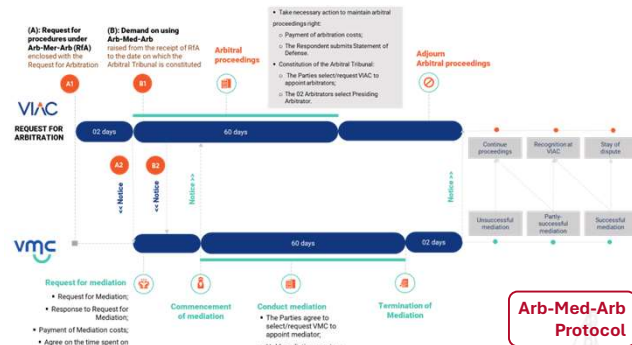 (A): Request for
procedures under
Arb-Mer-Arb (RfA)
enclosed with the
Request for Arbitration
(B): Demand on using
Arb-Med-Arb
raised from the receipt of RfA
to the date on which the
Arbitral Tribunal is constituted
Arbitral
proceedings
• Take necessary action to maintain arbitral
proceedings right:
o Payment of arbitration costs;
o The Respondent submits Statement of
Defense.
• Constitution of the Arbitral Tribunal:
o The Parties select/request VIAC to
appoint arbitrators;
o The 02 Arbitrators select Presiding
Arbitrator.
Adjourn
Arbitral proceedings
A1
B1
VIAC
REQUEST FOR
ARBITRATION
02 days
60 days
A2
B2
<< Notice
<< Notice
Notice >>
Notice >>
Continue
proceedings
Recognition at
VIAC
Stay of
dispute
Unsuccessful
mediation
Partly-
successful
mediation
Successful
mediation
vmc
60 days
02 days
Request for mediation
• Request for Mediation;
• Response to Request for
Mediation;
• Payment of Mediation costs;
• Agree on the time spent on
Commencement
of mediation
Conduct mediation
• The Parties agree to
select/request VMC to
appoint mediator;
Termination of
Mediation
Arb-Med-Arb
Protocol